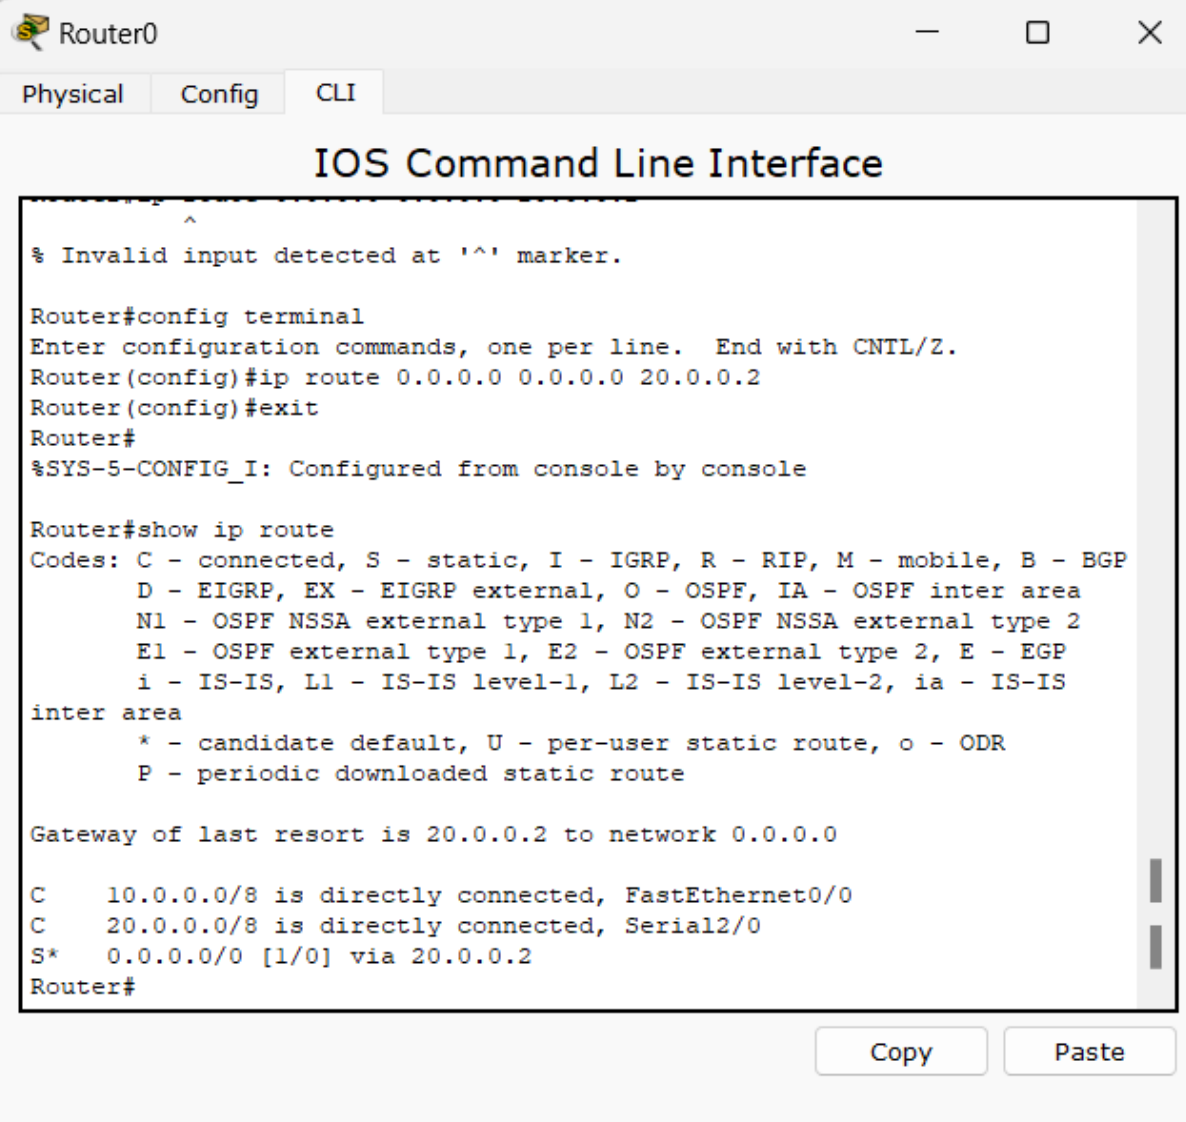 Router0
Physical Config CLI
IOS Command Line Interface
^
% Invalid input detected at '^' marker.
Router#config terminal
Enter configuration commands, one per line.  End with CNTL/Z.
Router(config)#ip route 0.0.0.0 0.0.0.0 20.0.0.2
Router(config)#exit
Router#
%SYS-5-CONFIG_I: Configured from console by console
Router#show ip route
Codes: C - connected, S - static, I - IGRP, R - RIP, M - mobile, B - BGP
       D - EIGRP, EX - EIGRP external, O - OSPF, IA - OSPF inter area
       N1 - OSPF NSSA external type 1, N2 - OSPF NSSA external type 2
       E1 - OSPF external type 1, E2 - OSPF external type 2, E - EGP
       i - IS-IS, L1 - IS-IS level-1, L2 - IS-IS level-2, ia - IS-IS
inter area
       * - candidate default, U - per-user static route, o - ODR
       P - periodic downloaded static route
Gateway of last resort is 20.0.0.2 to network 0.0.0.0
C    10.0.0.0/8 is directly connected, FastEthernet0/0
C    20.0.0.0/8 is directly connected, Serial2/0
S*   0.0.0.0/0 [1/0] via 20.0.0.2
Router#
Copy Paste